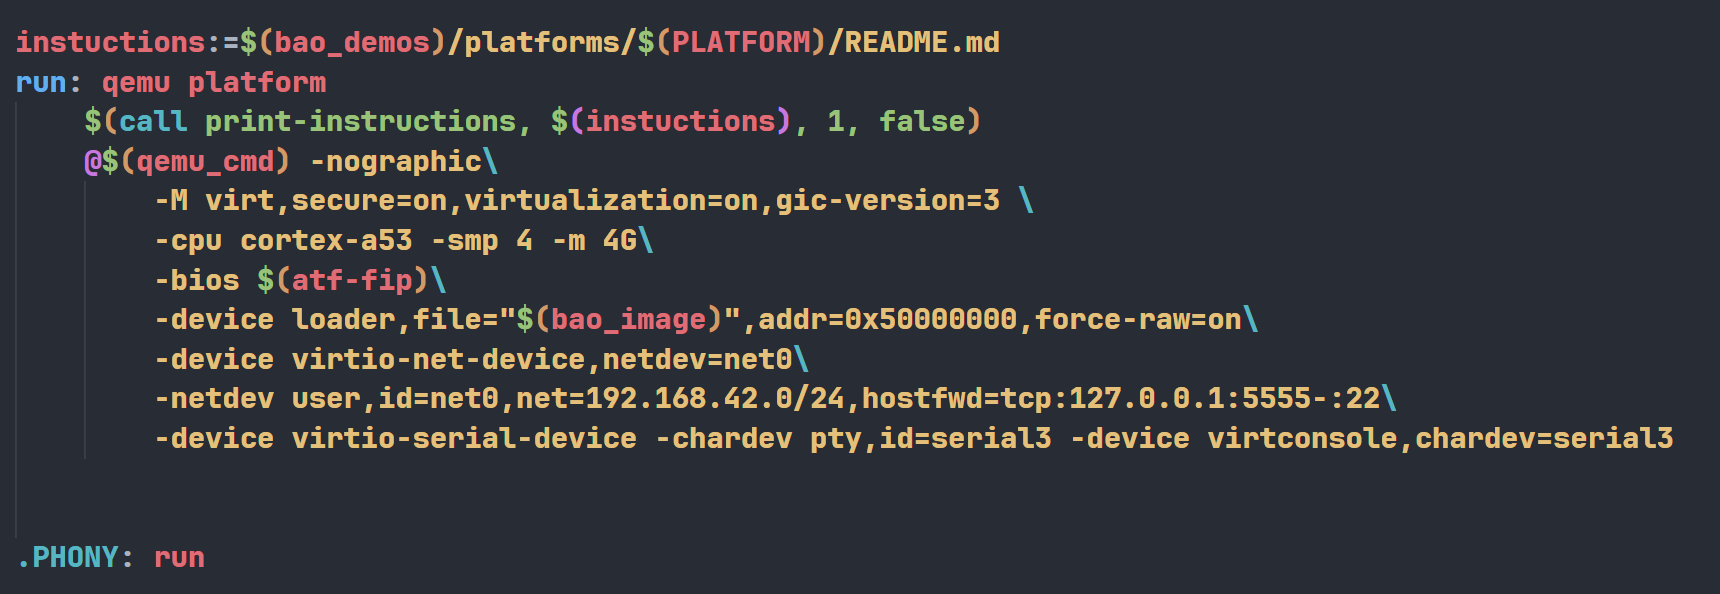 instuctions:=$(bao_demos)/platforms/$(PLATFORM)/README.md
run: qemu platform
    $(call print-instructions, $(instuctions), 1, false)
    @$(qemu_cmd) -nographic\
        -M virt,secure=on,virtualization=on,gic-version=3 \
        -cpu cortex-a53 -smp 4 -m 4G\
        -bios $(atf-fip)\
        -device loader,file="$(bao_image)",addr=0x50000000,force-raw=on\
        -device virtio-net-device,netdev=net0\
        -netdev user,id=net0,net=192.168.42.0/24,hostfwd=tcp:127.0.0.1:5555-:22\
        -device virtio-serial-device -chardev pty,id=serial3 -device virtconsole,chardev=serial3
.PHONY: run